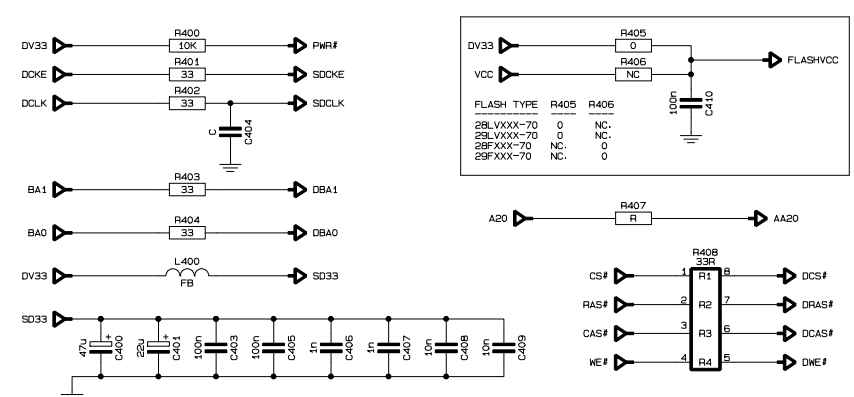 R400
DV33 10K PWR#
R401
DCKE 33 SDCKE
R402
DCLK 33 SDCLK
C
C404
R403
BA1 33 DBA1
R404
BA0 33 DBA0
L400
DV33 SD33
FB
SD33
47u + C400
22u + C401
100n C403
100n C405
1n C406
1n C407
10n C408
10n C409
R405
DV33 0
FLASHVCC
R406
VCC NC
100n C410
FLASH TYPE R405 R406
---------- ---- ----
28LVXXX-70 0 NC.
29LVXXX-70 0 NC.
28FXXX-70 NC. 0
29FXXX-70 NC. 0
R407
A20 R AA20
R408
33R
CS# 1 R1 8 DCS#
RAS# 2 R2 7 DRAS#
CAS# 3 R3 6 DCAS#
WE# 4 R4 5 DWE#